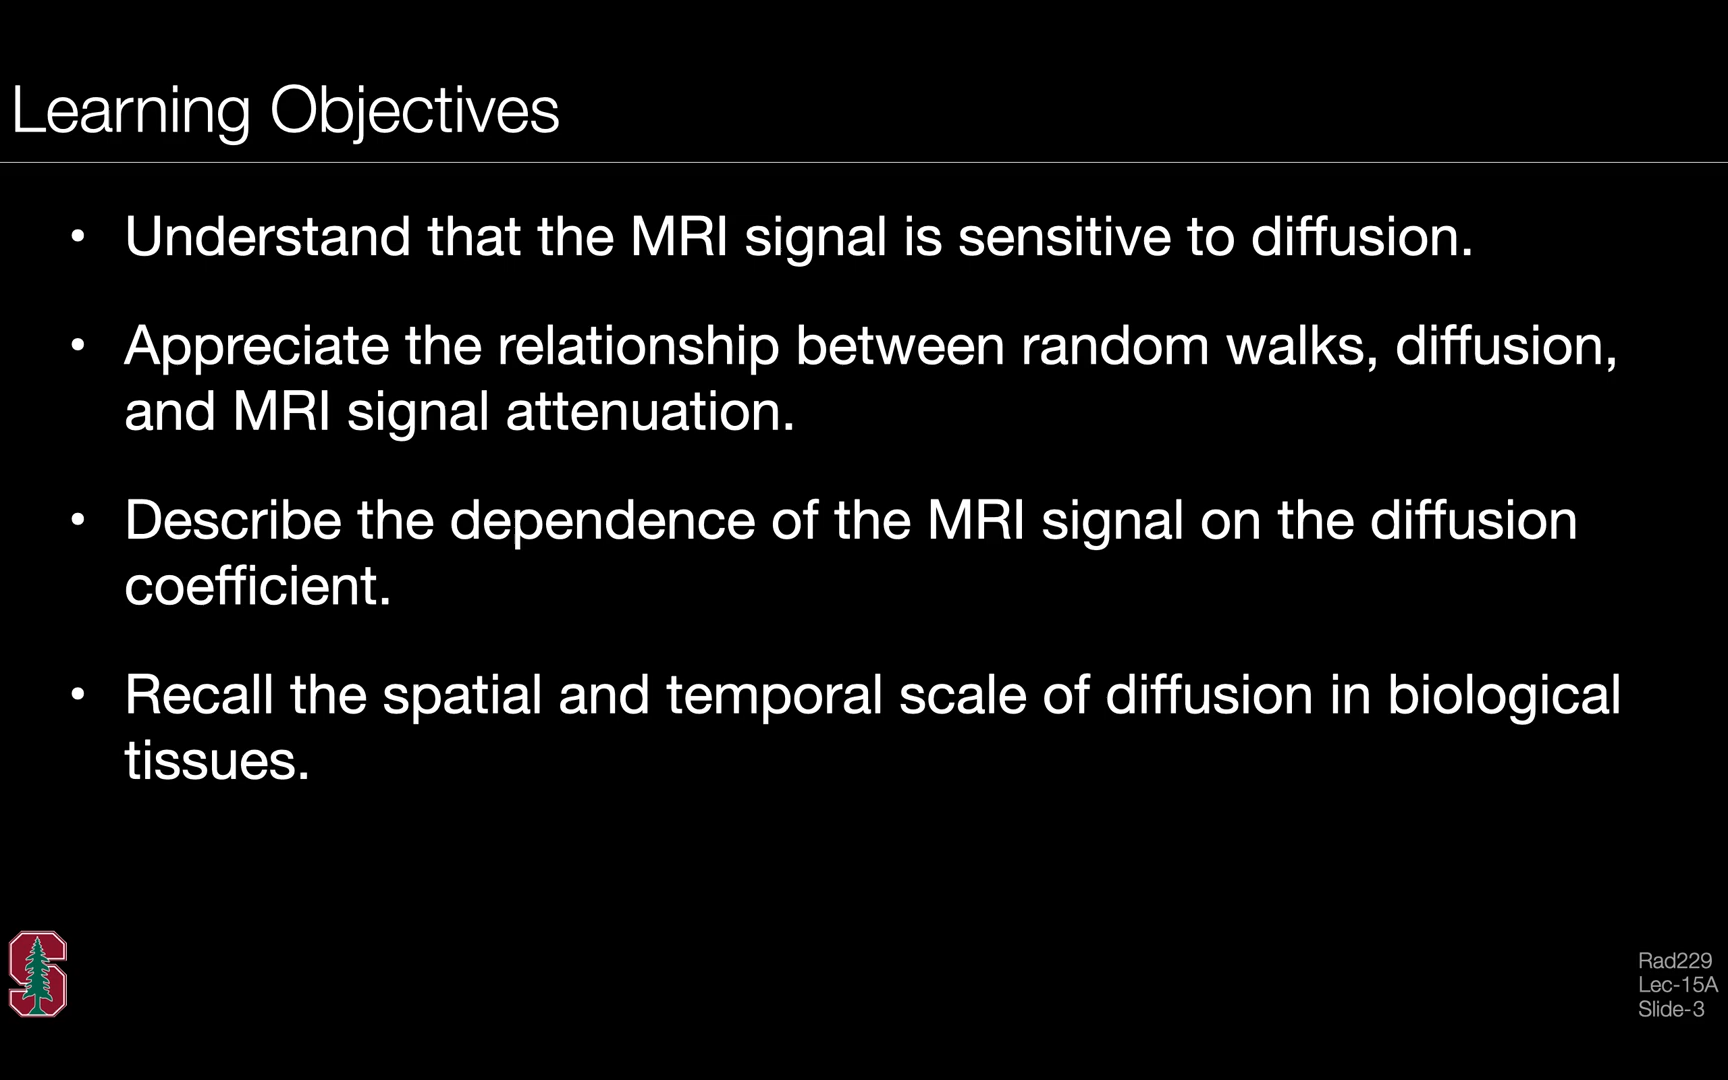 Learning Objectives
• Understand that the MRI signal is sensitive to diffusion.
• Appreciate the relationship between random walks, diffusion,
and MRI signal attenuation.
• Describe the dependence of the MRI signal on the diffusion
coefficient.
• Recall the spatial and temporal scale of diffusion in biological
tissues.
Rad229
Lec-15A
Slide-3